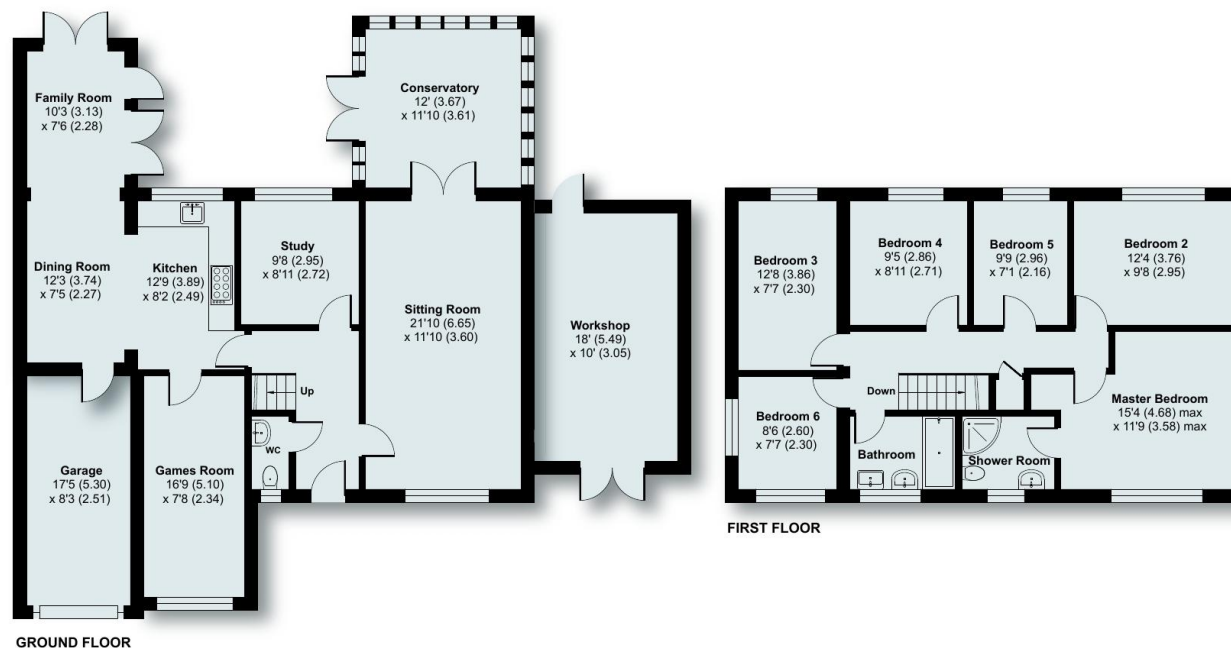 Family Room
10'3 (3.13)
x 7'6 (2.28)
Conservatory
12' (3.67)
x 11'10 (3.61)
Dining Room
12'3 (3.74)
x 7'5 (2.27)
Kitchen
12'9 (3.89)
x 8'2 (2.49)
Study
9'8 (2.95)
x 8'11 (2.72)
Sitting Room
21'10 (6.65)
x 11'10 (3.60)
Workshop
18' (5.49)
x 10' (3.05)
Up
WC
Garage
17'5 (5.30)
x 8'3 (2.51)
Games Room
16'9 (5.10)
x 7'8 (2.34)
GROUND FLOOR
Bedroom 3
12'8 (3.86)
x 7'7 (2.30)
Bedroom 4
9'5 (2.86)
x 8'11 (2.71)
Bedroom 5
9'9 (2.96)
x 7'1 (2.16)
Bedroom 2
12'4 (3.76)
x 9'8 (2.95)
Down
Master Bedroom
15'4 (4.68) max
x 11'9 (3.58) max
Bedroom 6
8'6 (2.60)
x 7'7 (2.30)
Bathroom
Shower Room
FIRST FLOOR